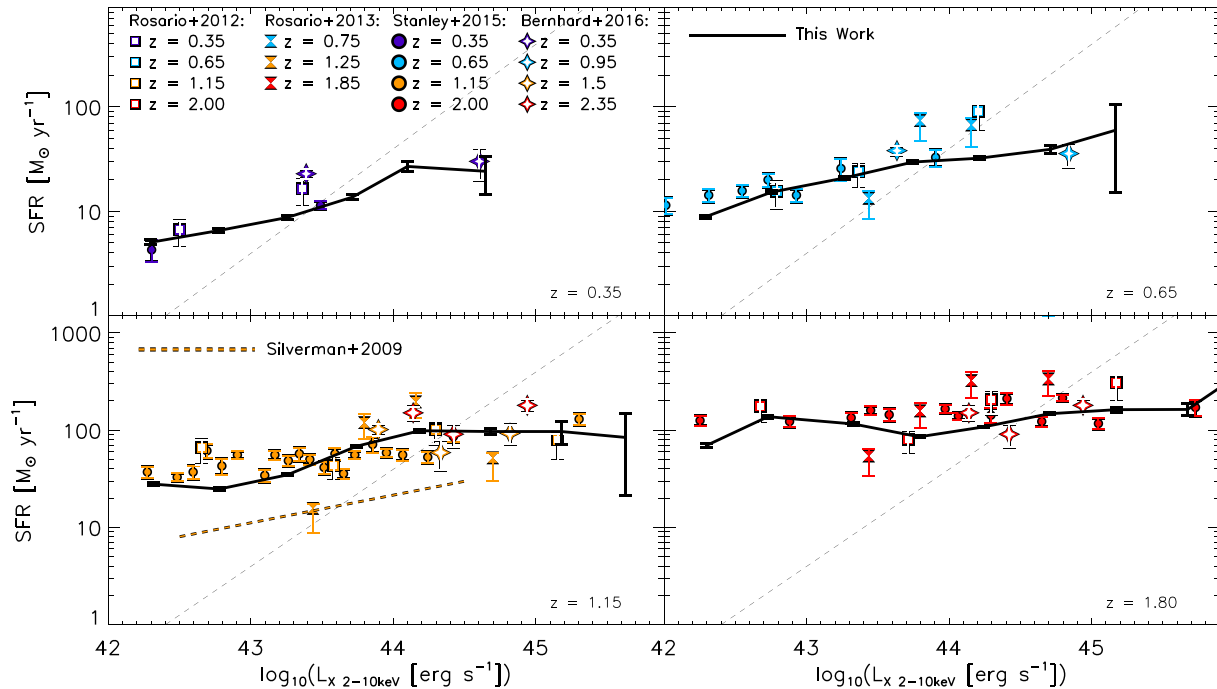 Rosario+2012: Rosario+2013: Stanley+2015: Bernhard+2016:
z = 0.35 z = 0.75 z = 0.35 z = 0.35
z = 0.65 z = 1.25 z = 0.65 z = 0.95
z = 1.15 z = 1.85 z = 1.15 z = 1.5
z = 2.00 z = 2.00 z = 2.35
This Work
SFR [M⊙ yr⁻¹]
100
10
1
z = 0.35
z = 0.65
Silverman+2009
SFR [M⊙ yr⁻¹]
1000
100
10
1
z = 1.15
z = 1.80
42 43 44 45 42 43 44 45
log₁₀(L_X 2−10keV) [erg s⁻¹]) log₁₀(L_X 2−10keV) [erg s⁻¹])